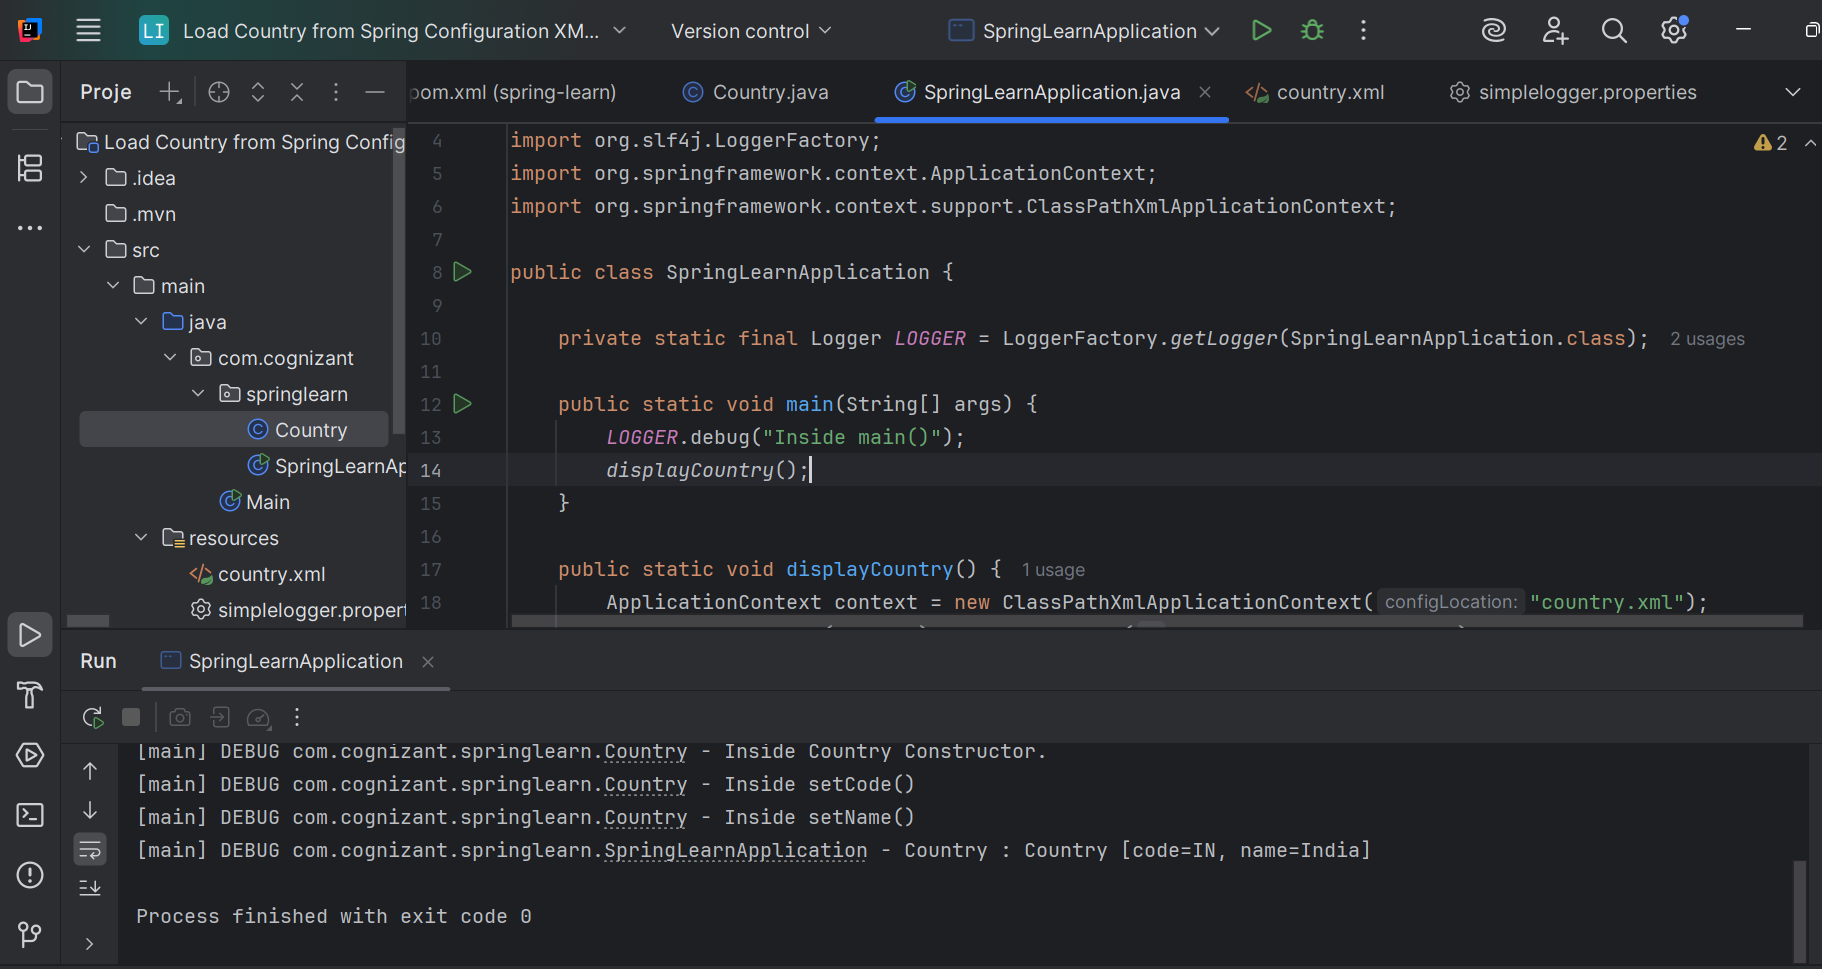 LI Load Country from Spring Configuration XM... Version control SpringLearnApplication
Proje
pom.xml (spring-learn) Country.java SpringLearnApplication.java country.xml simplelogger.properties
Load Country from Spring Config
.idea
.mvn
src
main
java
com.cognizant
springlearn
Country
SpringLearnAp
Main
resources
country.xml
simplelogger.propert
2
4 import org.slf4j.LoggerFactory;
5 import org.springframework.context.ApplicationContext;
6 import org.springframework.context.support.ClassPathXmlApplicationContext;
7
8 public class SpringLearnApplication {
9
10 private static final Logger LOGGER = LoggerFactory.getLogger(SpringLearnApplication.class); 2 usages
11
12 public static void main(String[] args) {
13 LOGGER.debug("Inside main()");
14 displayCountry();
15 }
16
17 public static void displayCountry() { 1 usage
18 ApplicationContext context = new ClassPathXmlApplicationContext( configLocation: "country.xml");
Run SpringLearnApplication
[main] DEBUG com.cognizant.springlearn.Country - Inside Country Constructor.
[main] DEBUG com.cognizant.springlearn.Country - Inside setCode()
[main] DEBUG com.cognizant.springlearn.Country - Inside setName()
[main] DEBUG com.cognizant.springlearn.SpringLearnApplication - Country : Country [code=IN, name=India]
Process finished with exit code 0